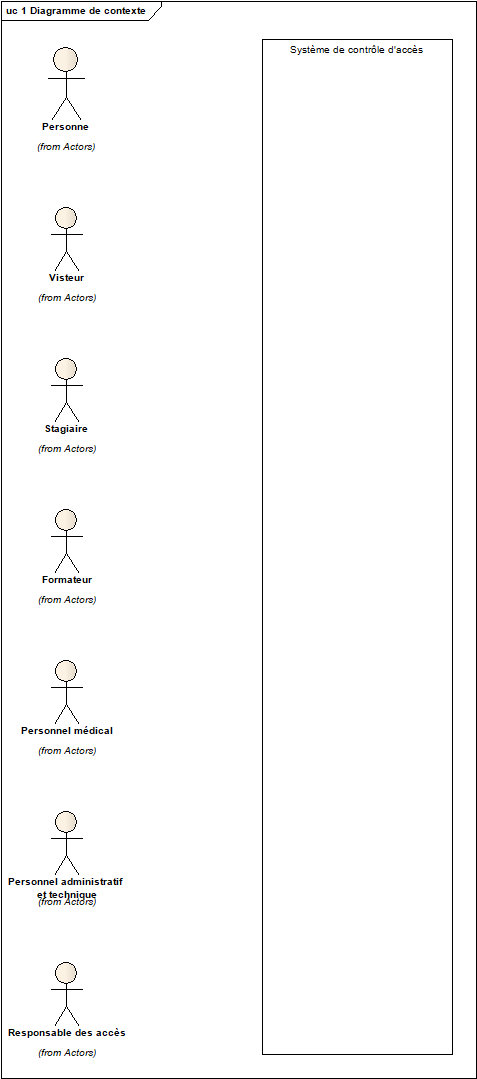 uc 1 Diagramme de contexte
Système de contrôle d'accès
Personne
(from Actors)
Visteur
(from Actors)
Stagiaire
(from Actors)
Formateur
(from Actors)
Personnel médical
(from Actors)
Personnel administratif
et technique
(from Actors)
Responsable des accès
(from Actors)